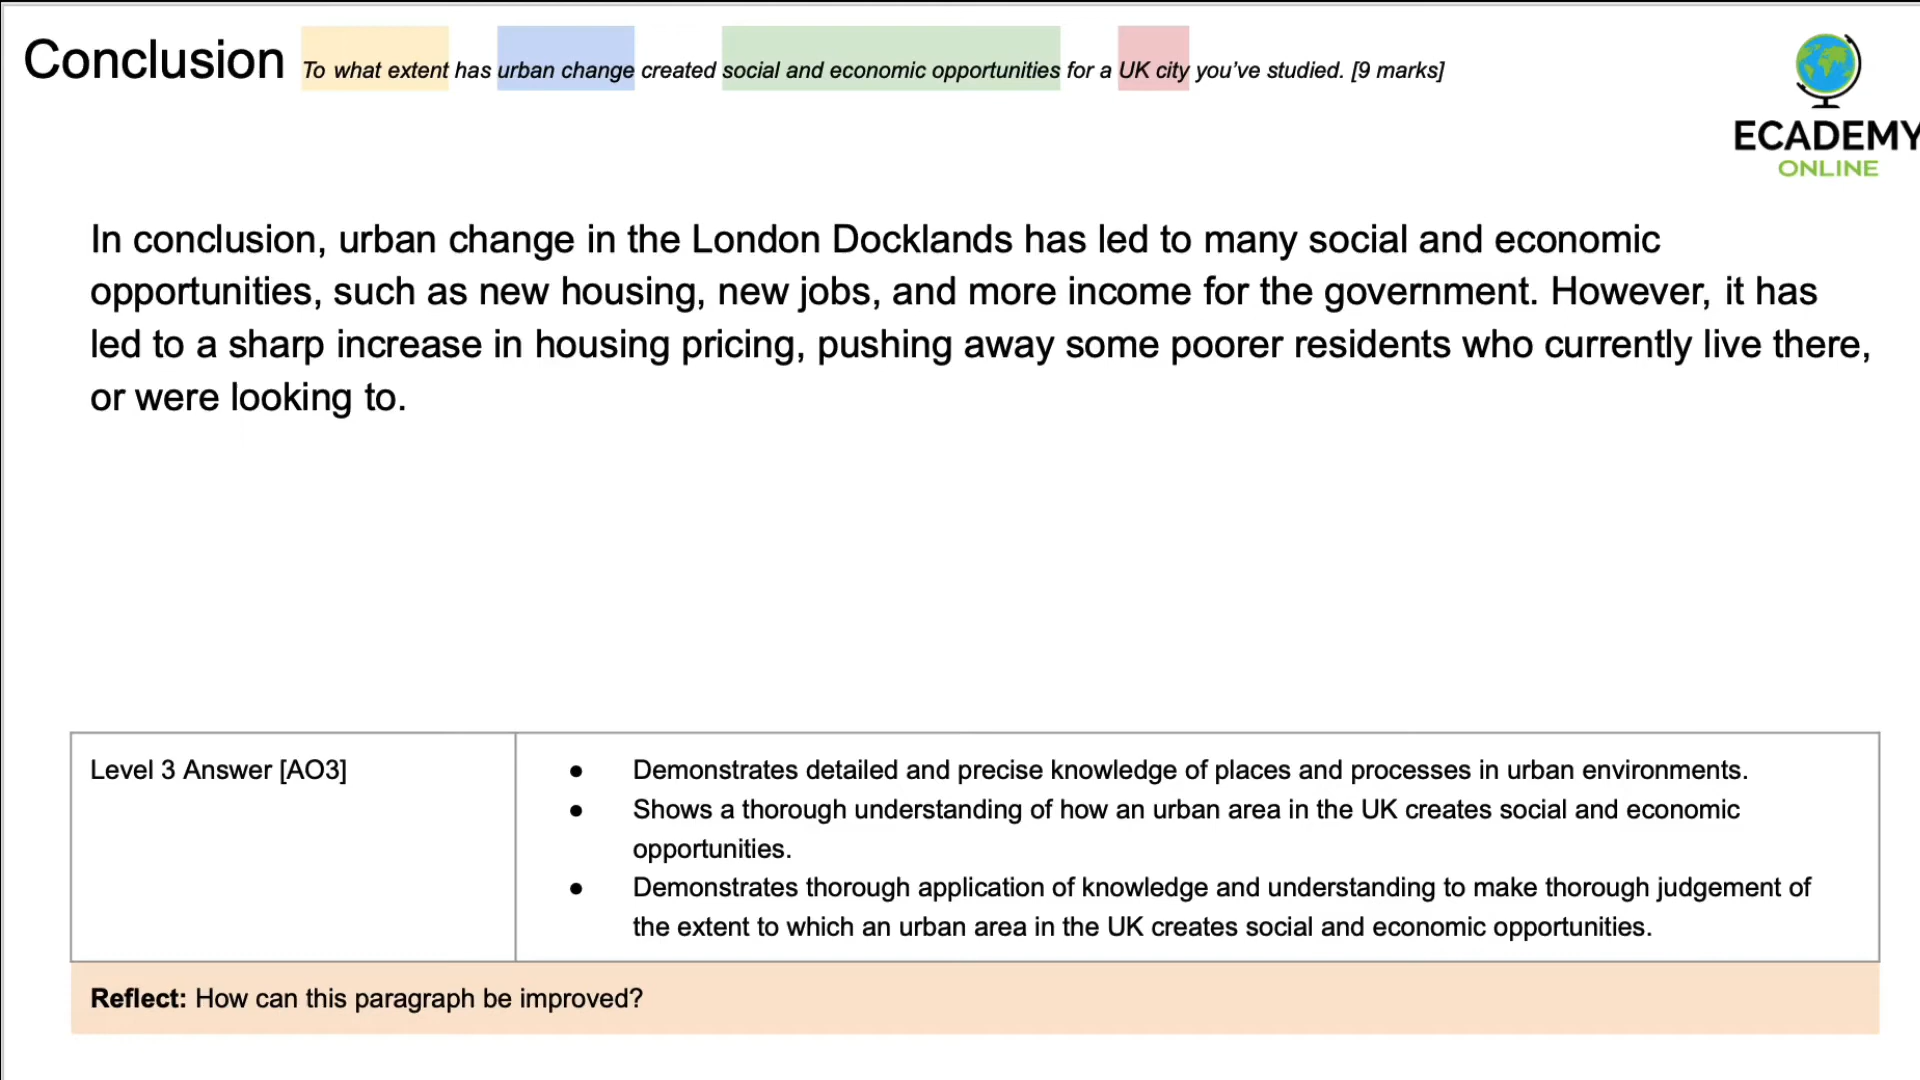 Conclusion To what extent has urban change created social and economic opportunities for a UK city you've studied. [9 marks]
ECADEMY
ONLINE
In conclusion, urban change in the London Docklands has led to many social and economic
opportunities, such as new housing, new jobs, and more income for the government. However, it has
led to a sharp increase in housing pricing, pushing away some poorer residents who currently live there,
or were looking to.
Level 3 Answer [AO3]
● Demonstrates detailed and precise knowledge of places and processes in urban environments.
● Shows a thorough understanding of how an urban area in the UK creates social and economic
opportunities.
● Demonstrates thorough application of knowledge and understanding to make thorough judgement of
the extent to which an urban area in the UK creates social and economic opportunities.
Reflect: How can this paragraph be improved?